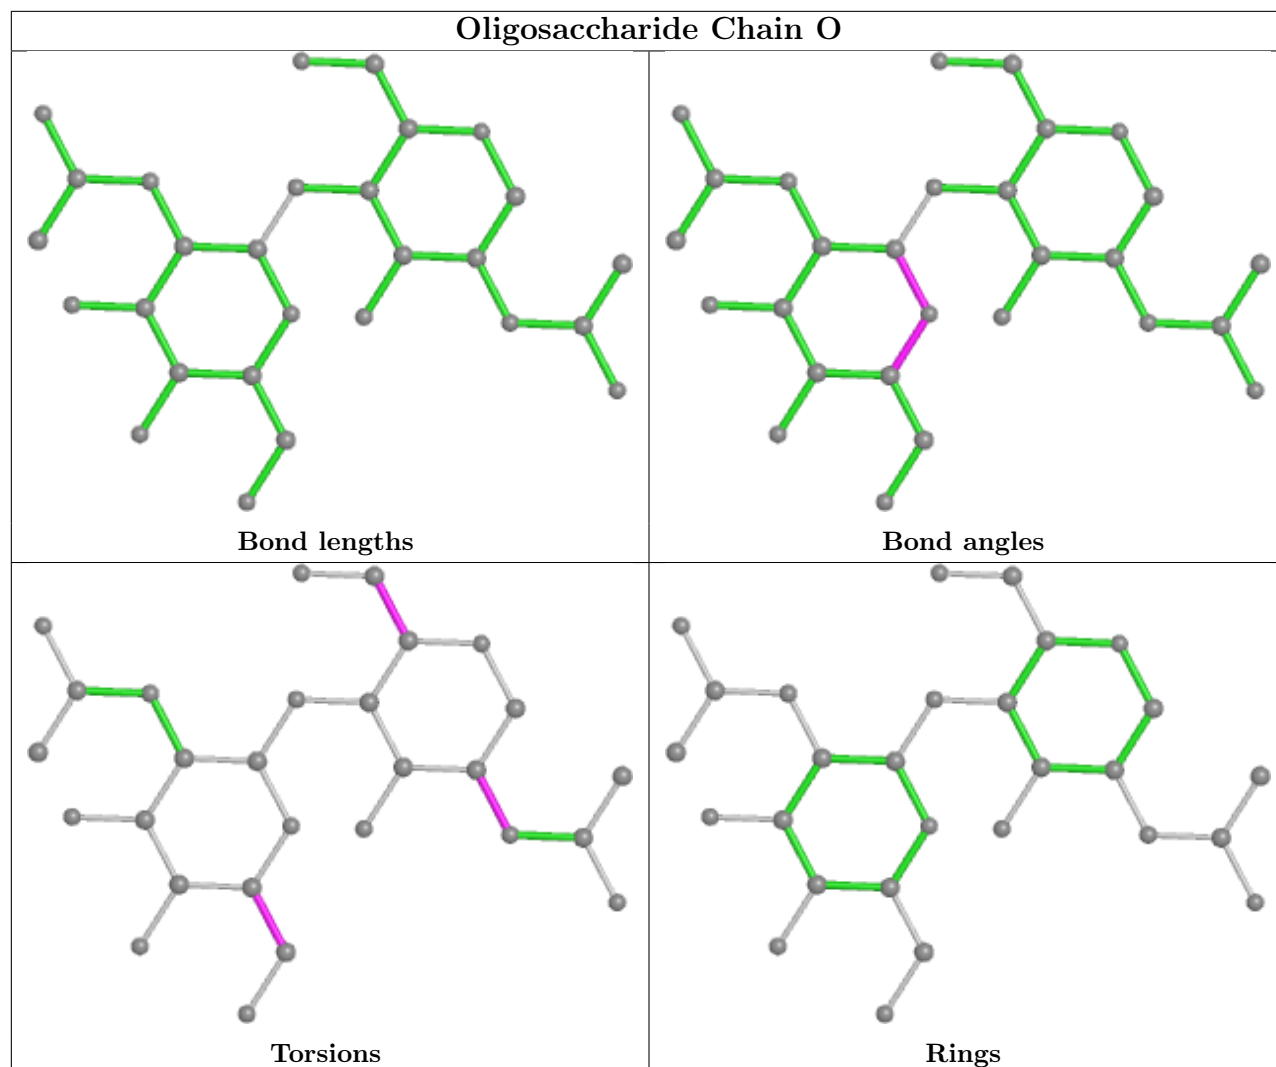 Oligosaccharide Chain O
Bond lengths
Bond angles
Torsions
Rings